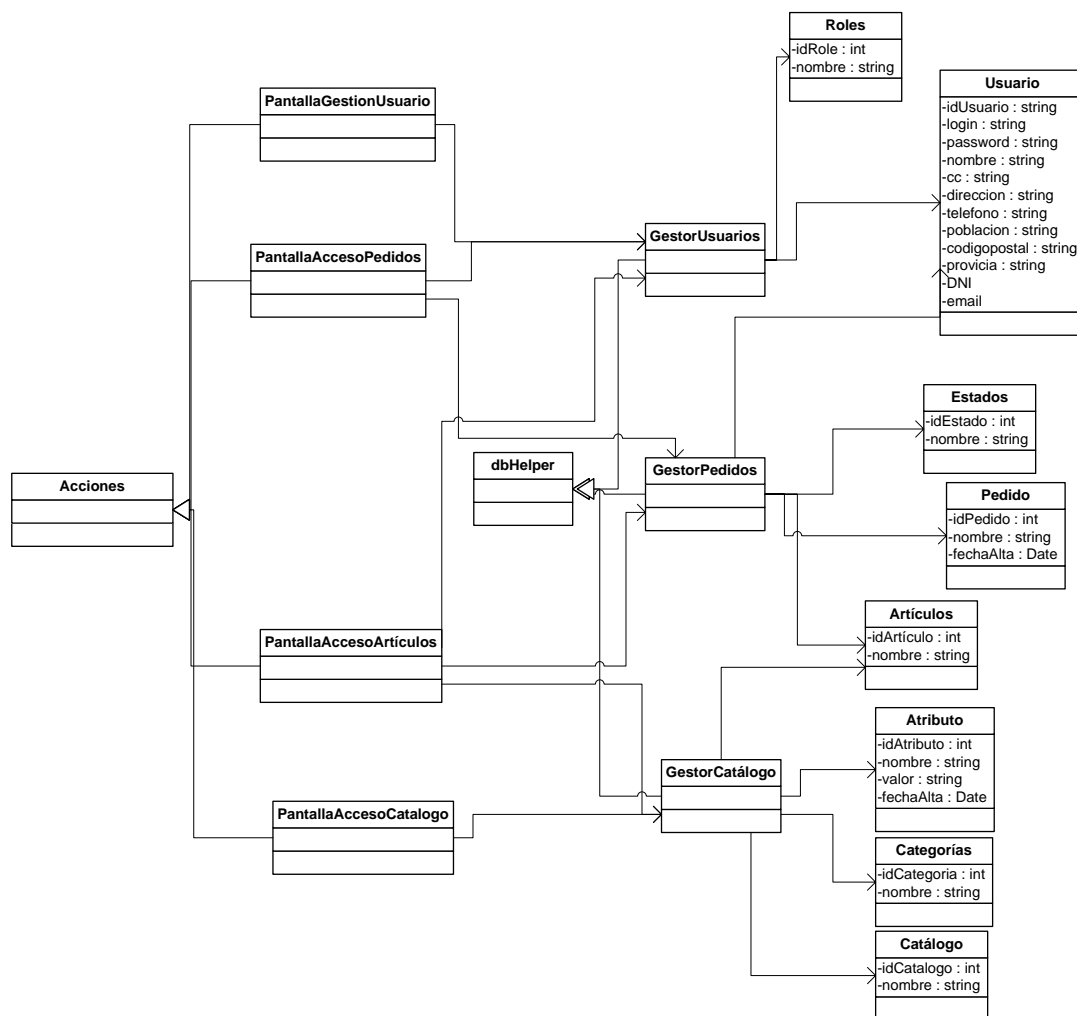 Roles
-idRole : int
-nombre : string
Usuario
-idUsuario : string
-login : string
-password : string
-nombre : string
-cc : string
-direccion : string
-telefono : string
-poblacion : string
-codigopostal : string
-provicia : string
-DNI
-email
PantallaGestionUsuario
GestorUsuarios
PantallaAccesoPedidos
Estados
-idEstado : int
-nombre : string
dbHelper
GestorPedidos
Acciones
Pedido
-idPedido : int
-nombre : string
-fechaAlta : Date
Artículos
-idArtículo : int
-nombre : string
PantallaAccesoArtículos
Atributo
-idAtributo : int
-nombre : string
-valor : string
-fechaAlta : Date
GestorCatálogo
PantallaAccesoCatalogo
Categorías
-idCategoria : int
-nombre : string
Catálogo
-idCatalogo : int
-nombre : string